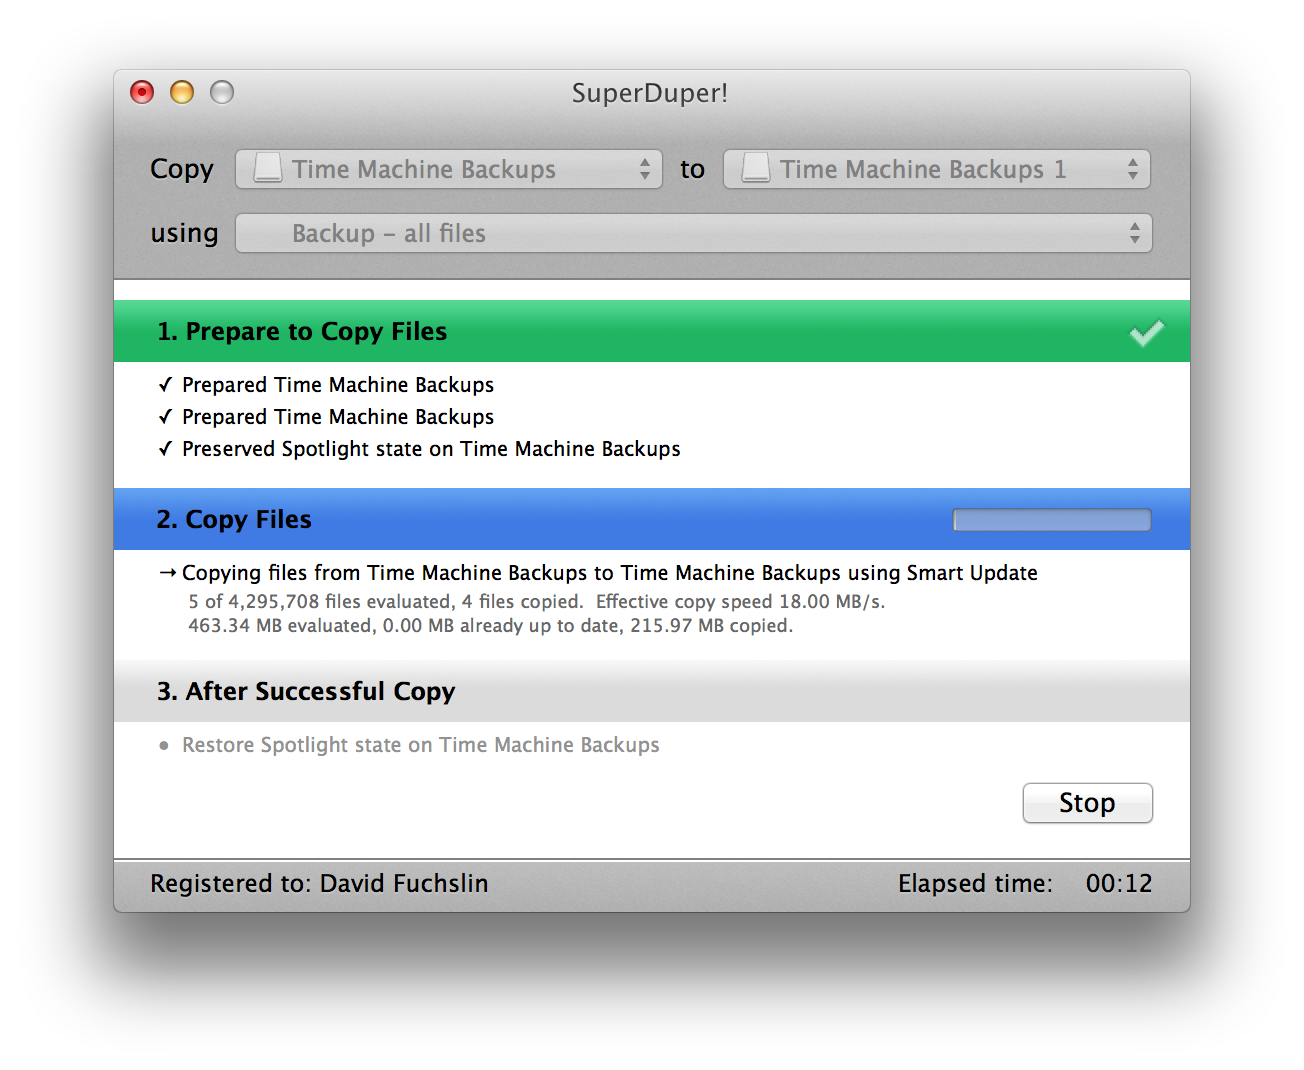 SuperDuper!
Copy Time Machine Backups to Time Machine Backups 1
using Backup – all files
1. Prepare to Copy Files
✓ Prepared Time Machine Backups
✓ Prepared Time Machine Backups
✓ Preserved Spotlight state on Time Machine Backups
2. Copy Files
→ Copying files from Time Machine Backups to Time Machine Backups using Smart Update
5 of 4,295,708 files evaluated, 4 files copied. Effective copy speed 18.00 MB/s.
463.34 MB evaluated, 0.00 MB already up to date, 215.97 MB copied.
3. After Successful Copy
• Restore Spotlight state on Time Machine Backups
Stop
Registered to: David Fuchslin Elapsed time: 00:12